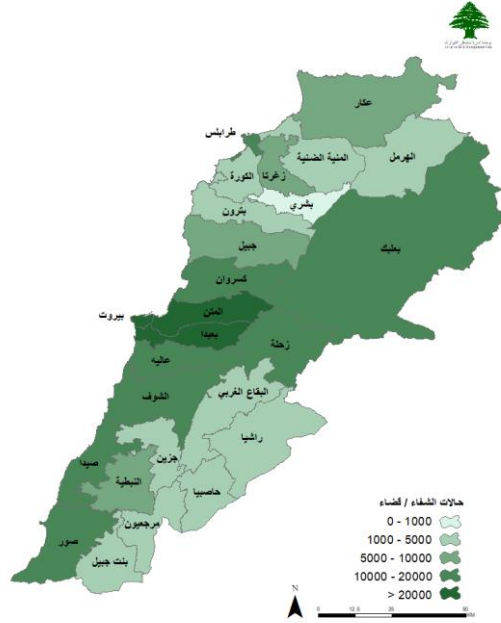 عكار
طرابلس
المنية الضنية
الهرمل
زغرتا
الكورة
بشري
بترون
بعلبك
جبيل
كسروان
المتن
بيروت
بعبدا
زحلة
عاليه
البقاع الغربي
الشوف
راشيا
جزين
صيدا
النبطية
حاصبيا
مرجعيون
صور
بنت جبيل
حالات الشفاء / قضاء
0 - 1000
1000 - 5000
5000 - 10000
10000 - 20000
> 20000
N
0 12.5 25 50
KM